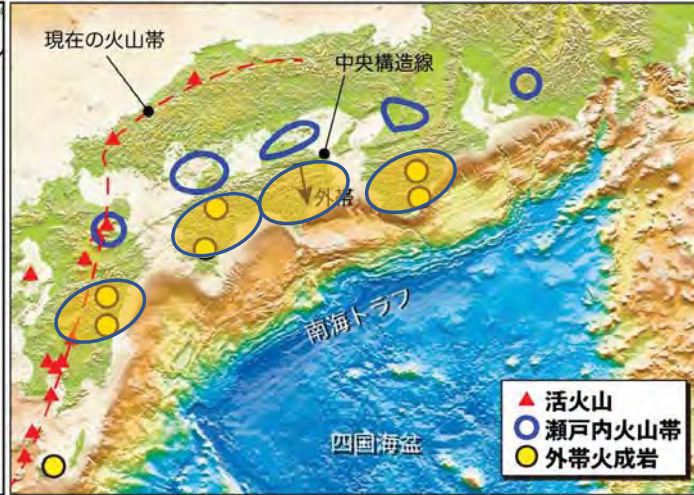 現在の火山帯
中央構造線
外帯
南海トラフ
四国海盆
活火山
瀬戸内火山帯
外帯火成岩